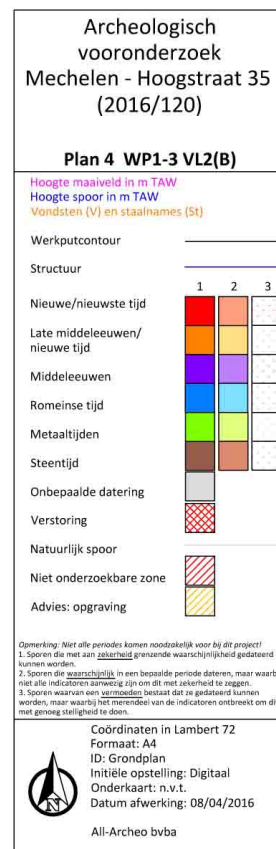 Archeologisch
vooronderzoek
Mechelen - Hoogstraat 35
(2016/120)
Plan 4 WP1-3 VL2(B)
Hoogte maaiveld in m TAW
Hoogte spoor in m TAW
Vondsten (V) en staalnames (St)
Werkputcontour
Structuur
1 2 3
Nieuwe/nieuwste tijd
Late middeleeuwen/
nieuwe tijd
Middeleeuwen
Romeinse tijd
Metaaltijden
Steentijd
Onbepaalde datering
Verstoring
Natuurlijk spoor
Niet onderzoekbare zone
Advies: opgraving
Opmerking: Niet alle periodes komen noodzakelijk voor bij dit project!
1. Sporen die met aan zekerheid grenzende waarschijnlijkheid gedateerd
kunnen worden.
2. Sporen die waarschijnlijk in een bepaalde periode dateren, maar waarb
niet alle indicatoren aanwezig zijn om dit met zekerheid te zeggen.
3. Sporen waarvan een vermoeden bestaat dat ze gedateerd kunnen
worden, maar waarbij het merendeel van de indicatoren ontbreekt om di
met genoeg stelligheid te doen.
Coördinaten in Lambert 72
Formaat: A4
ID: Grondplan
Initiële opstelling: Digitaal
Onderkaart: n.v.t.
Datum afwerking: 08/04/2016
N
All-Archeo bvba